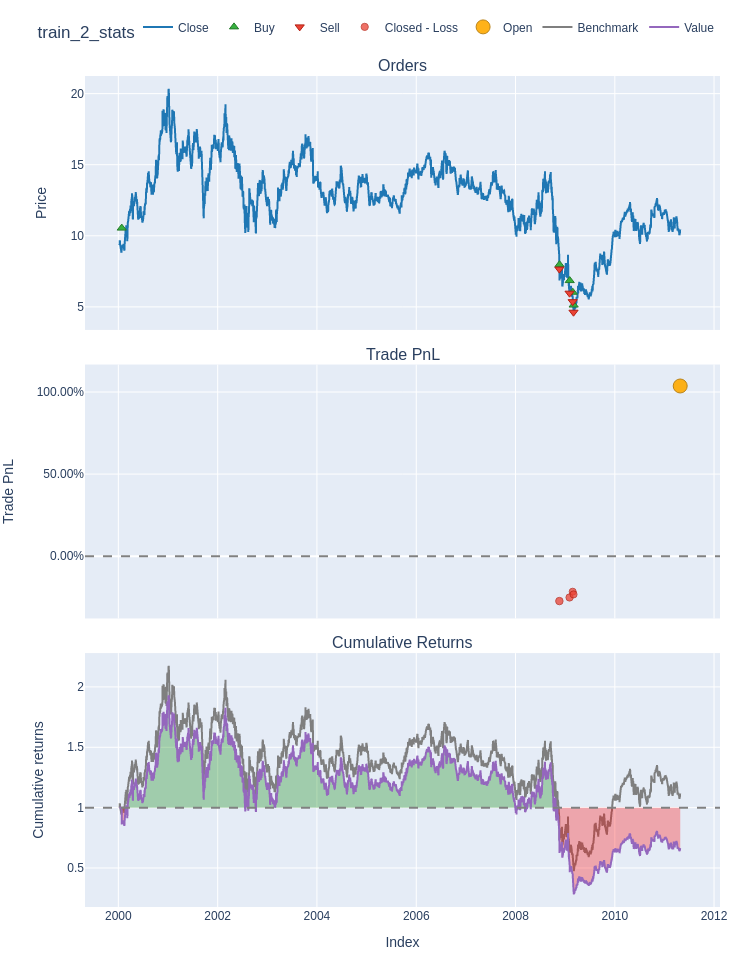 train_2_stats
Close Buy Sell Closed - Loss Open Benchmark Value
Orders
20
15
10
5
Price
Trade PnL
100.00%
50.00%
0.00%
Trade PnL
Cumulative Returns
2
1.5
1
0.5
Cumulative returns
2000 2002 2004 2006 2008 2010 2012
Index